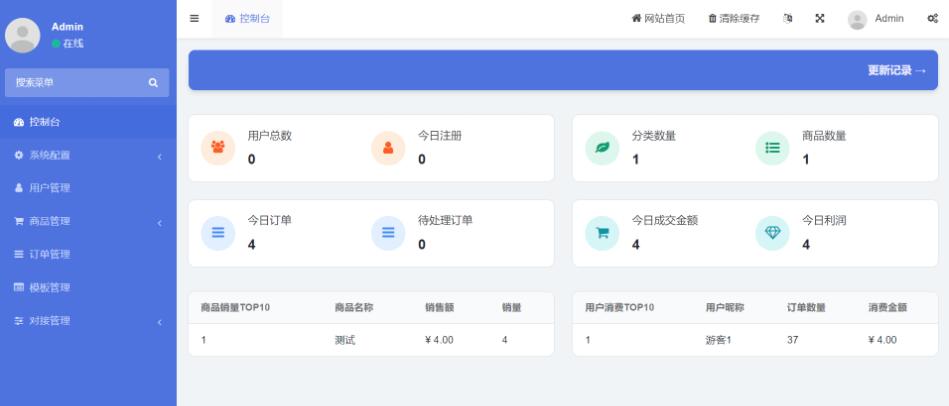 Admin
在线
搜索菜单
控制台
系统配置
用户管理
商品管理
订单管理
模板管理
对接管理
控制台 网站首页 清除缓存 Admin
更新记录 →
用户总数 今日注册 分类数量 商品数量
0 0 1 1
今日订单 待处理订单 今日成交金额 今日利润
4 0 4 4
商品销量TOP10 商品名称 销售额 销量
1 测试 ¥ 4.00 4
用户消费TOP10 用户昵称 订单数量 消费金额
1 游客1 37 ¥ 4.00